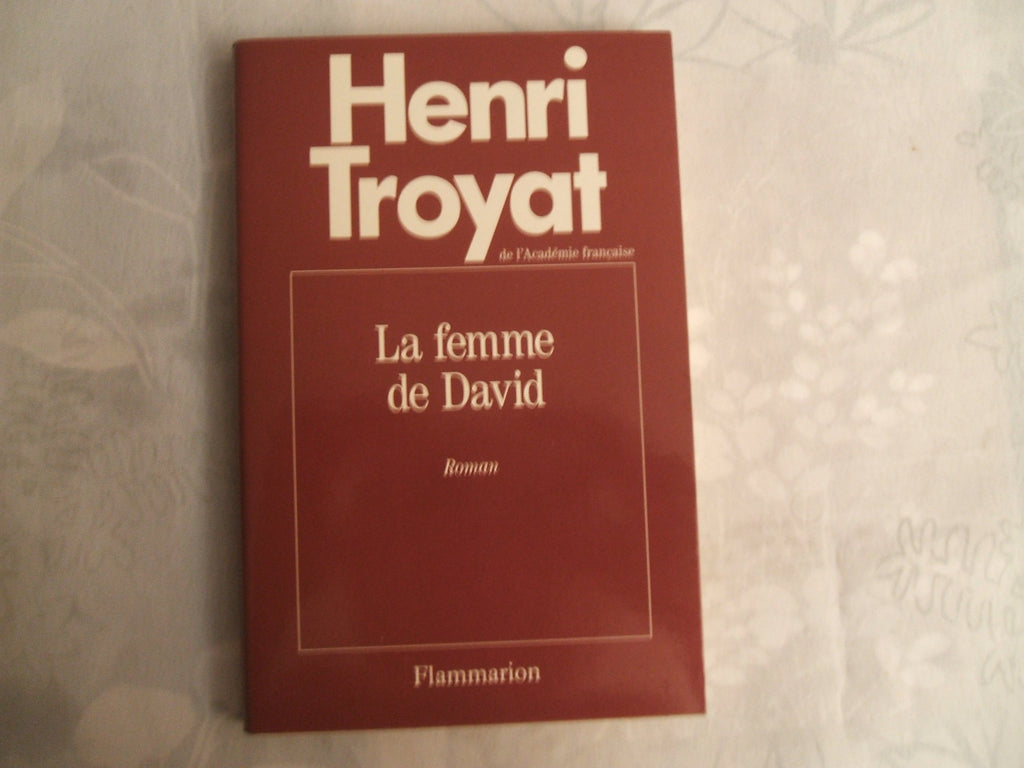 Henri
Troyat
de l'Académie française
La femme
de David
Roman
Flammarion